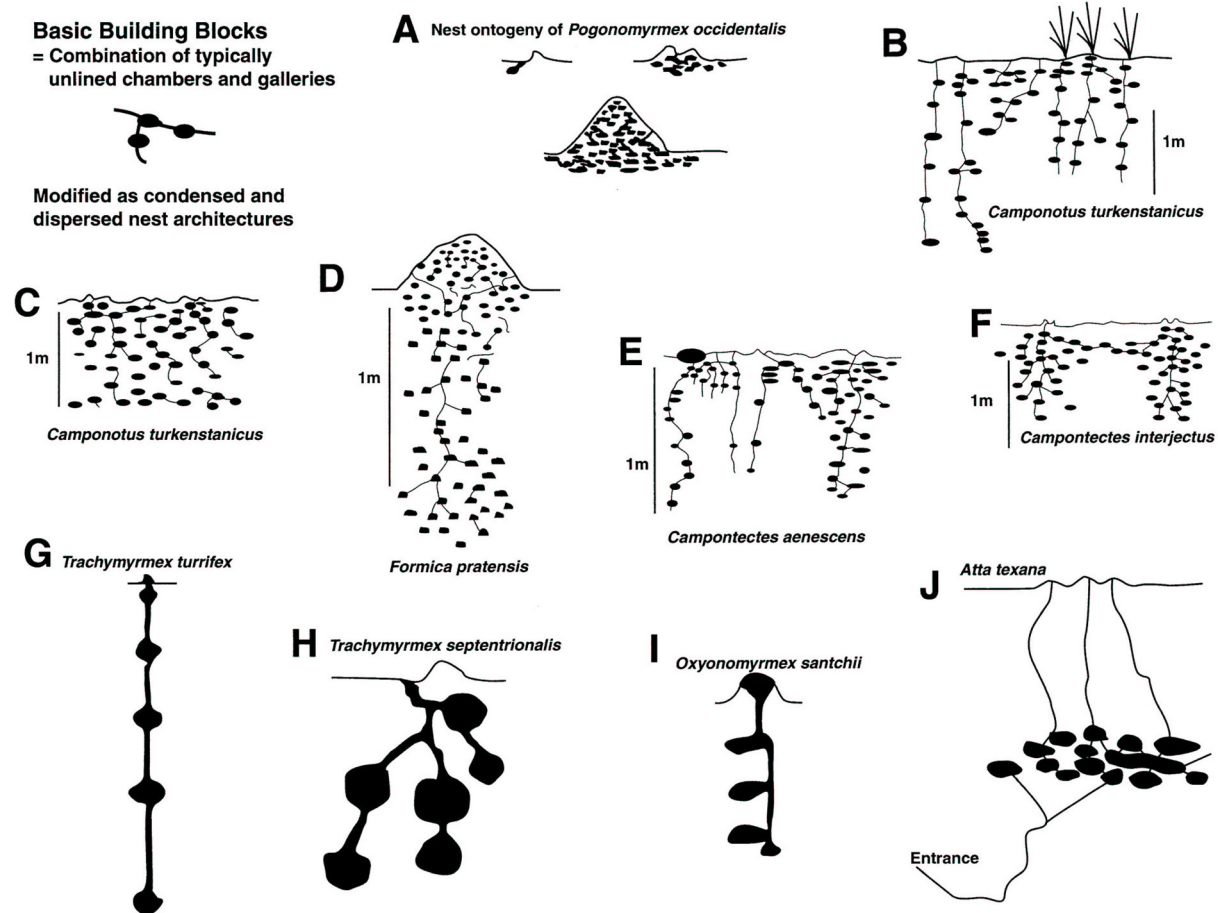 Basic Building Blocks
= Combination of typically
unlined chambers and galleries
Modified as condensed and
dispersed nest architectures
A Nest ontogeny of Pogonomyrmex occidentalis
B
1m
Camponotus turkenstanicus
C
1m
Camponotus turkenstanicus
D
1m
Formica pratensis
E
1m
Campontectes aenescens
F
1m
Campontectes interjectus
G Trachymyrmex turrifex
H Trachymyrmex septentrionalis
I Oxyonomyrmex santchii
J Atta texana
Entrance